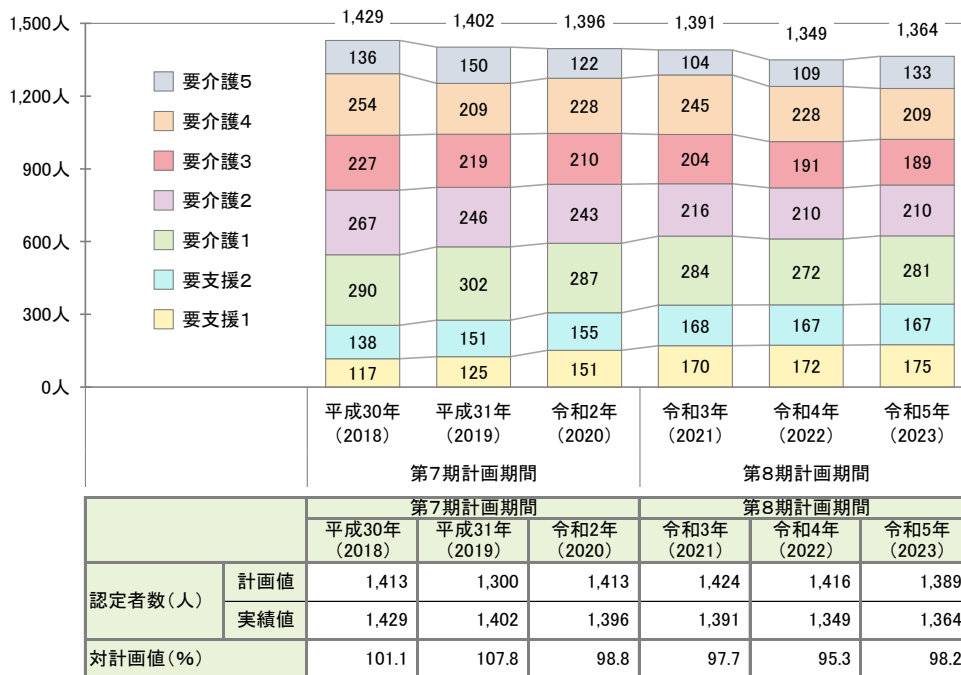 1,429 1,402 1,396 1,391 1,349 1,364
1,500人
1,200人
900人
600人
300人
0人
要介護5
要介護4
要介護3
要介護2
要介護1
要支援2
要支援1
136 150 122 104 109 133
254 209 228 245 228 209
227 219 210 204 191 189
267 246 243 216 210 210
290 302 287 284 272 281
138 151 155 168 167 167
117 125 151 170 172 175
平成30年 平成31年 令和2年 令和3年 令和4年 令和5年
(2018) (2019) (2020) (2021) (2022) (2023)
第7期計画期間 第8期計画期間
第7期計画期間 第8期計画期間
平成30年 平成31年 令和2年 令和3年 令和4年 令和5年
(2018) (2019) (2020) (2021) (2022) (2023)
認定者数(人)
計画値 1,413 1,300 1,413 1,424 1,416 1,389
実績値 1,429 1,402 1,396 1,391 1,349 1,364
対計画値(%) 101.1 107.8 98.8 97.7 95.3 98.2